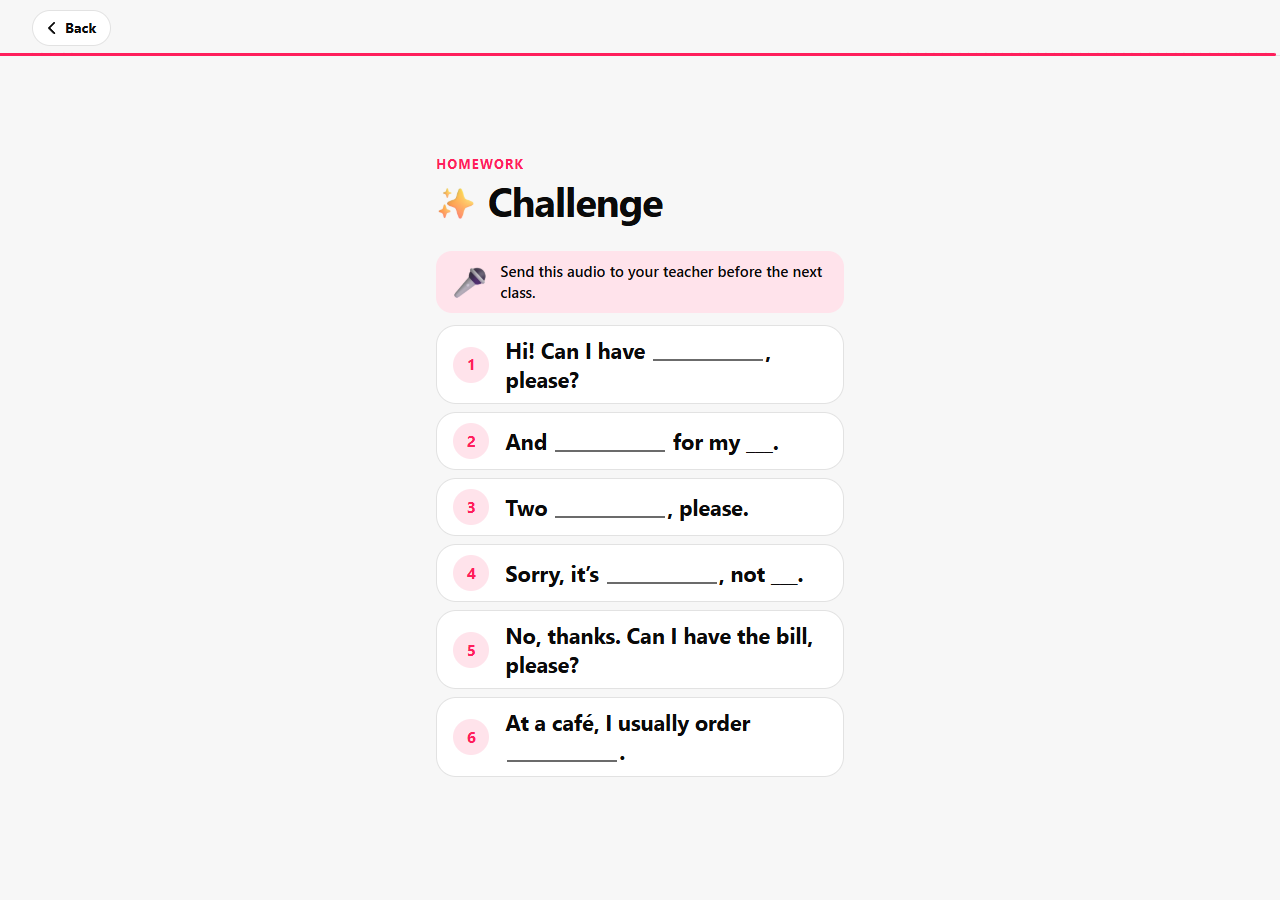 Back
HOMEWORK
✨ Challenge
Send this audio to your teacher before the next
class.
1
Hi! Can I have __________,
please?
2
And __________ for my ___.
3
Two __________, please.
4
Sorry, it’s __________, not ___.
5
No, thanks. Can I have the bill,
please?
6
At a café, I usually order
__________.